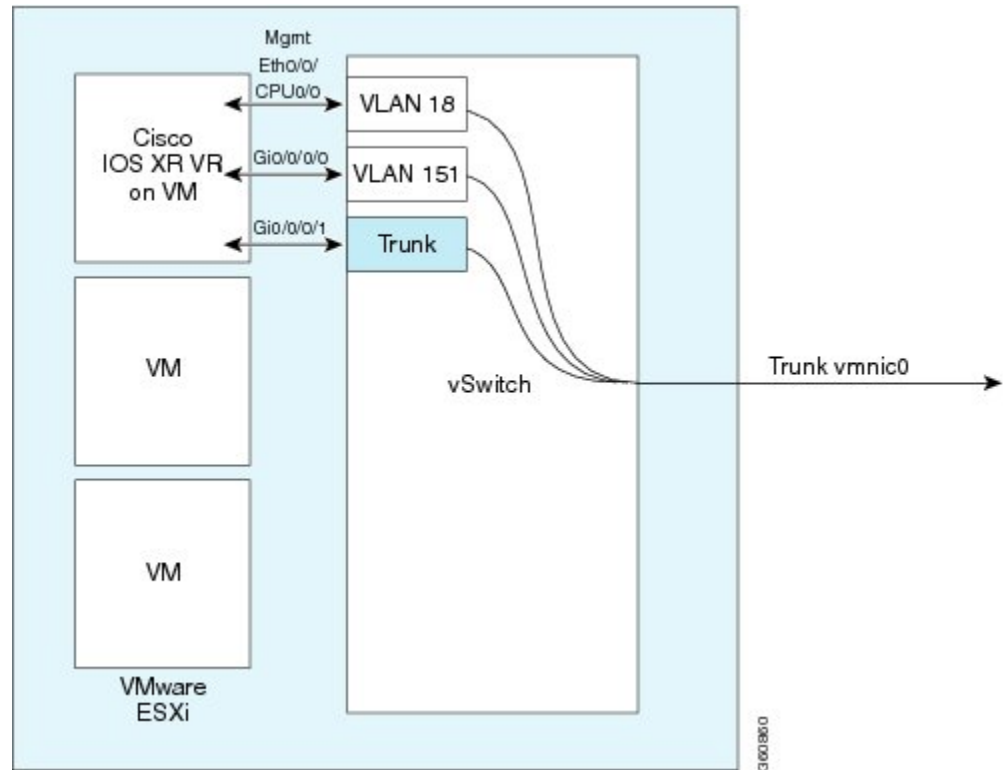 Mgmt
Eth0/0/
CPU0/0
VLAN 18
Cisco
IOS XR VR
on VM
Gi0/0/0/0
VLAN 151
Gi0/0/0/1
Trunk
VM
vSwitch
Trunk vmnic0
VM
VMware
ESXi
360860